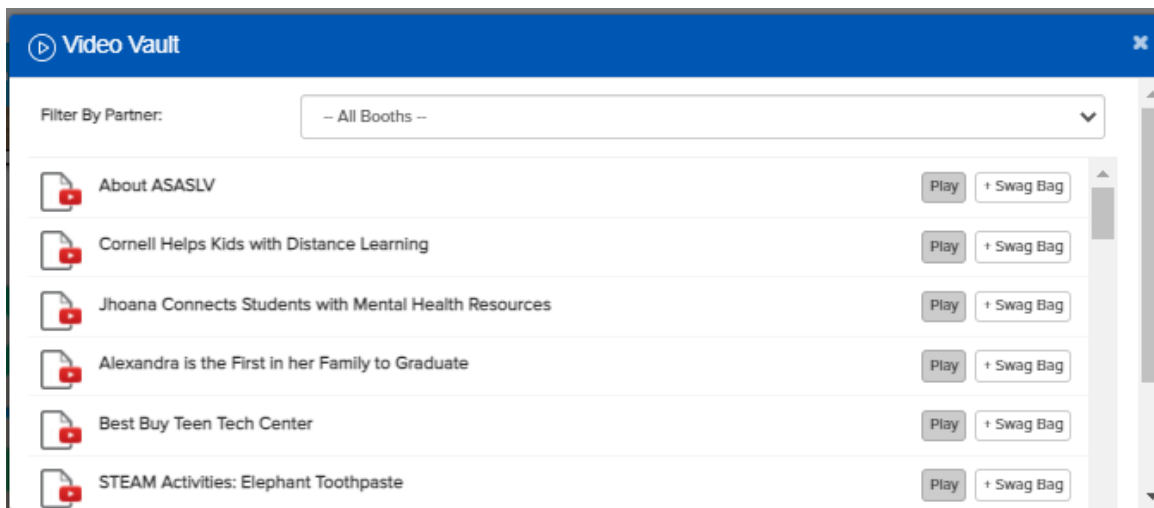 Video Vault
Filter By Partner: -- All Booths --
About ASASLV Play + Swag Bag
Cornell Helps Kids with Distance Learning Play + Swag Bag
Jhoana Connects Students with Mental Health Resources Play + Swag Bag
Alexandra is the First in her Family to Graduate Play + Swag Bag
Best Buy Teen Tech Center Play + Swag Bag
STEAM Activities: Elephant Toothpaste Play + Swag Bag